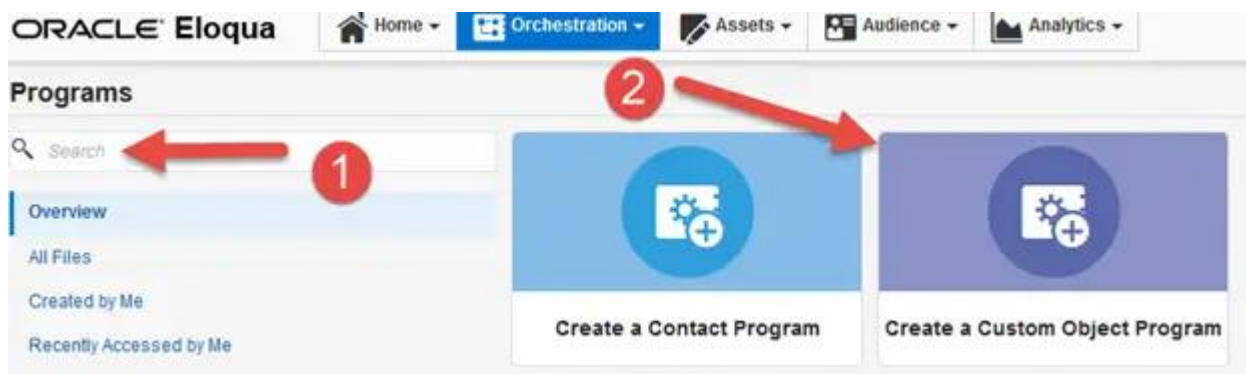 ORACLE Eloqua Home Orchestration Assets Audience Analytics
Programs
2
Search
1
Overview
All Files
Created by Me
Recently Accessed by Me
Create a Contact Program
Create a Custom Object Program